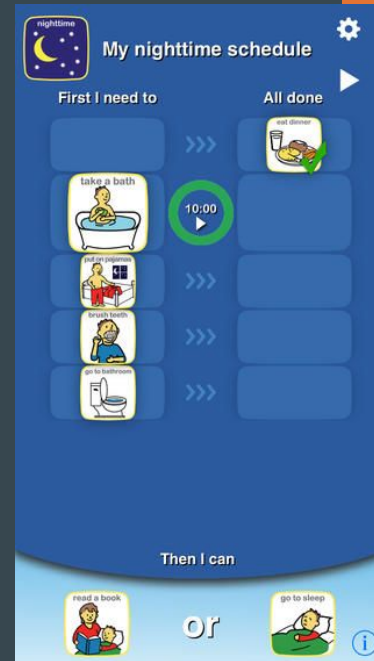 nighttime
My nighttime schedule
First I need to
All done
>>>
eat dinner
take a bath
10:00
put on pajamas
>>>
brush teeth
>>>
go to bathroom
>>>
Then I can
read a book
or
go to sleep
i